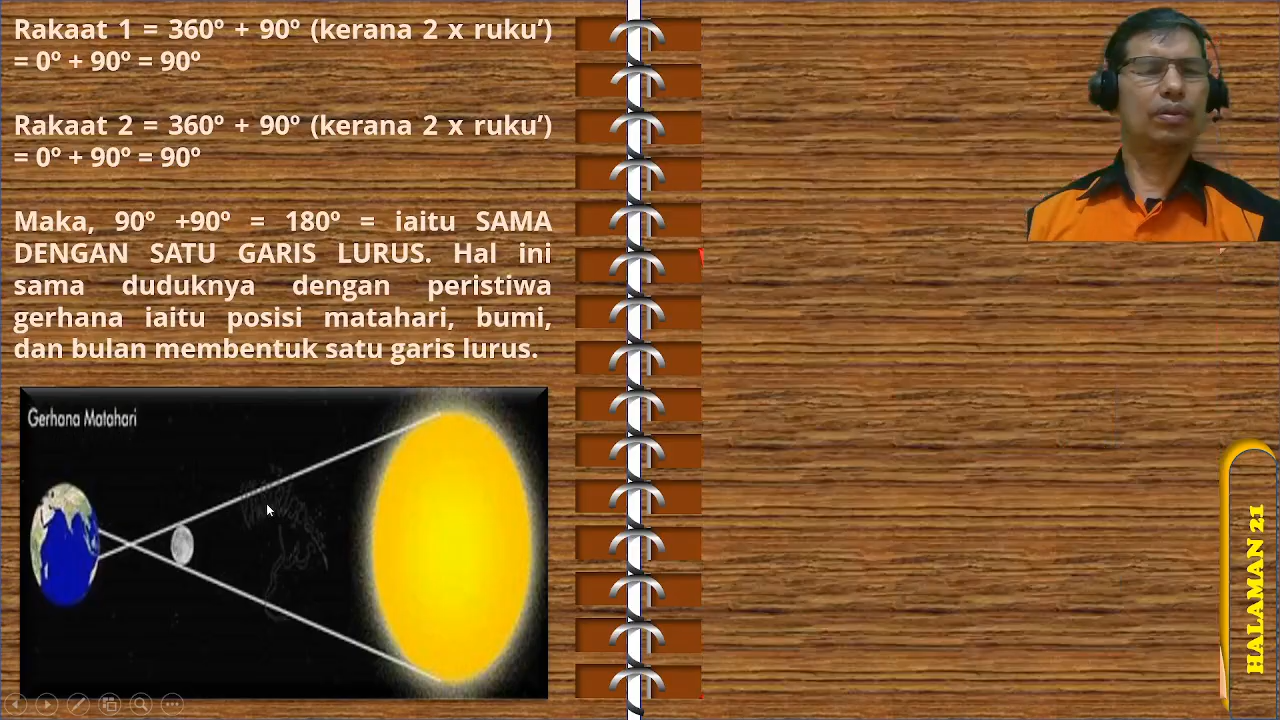 Rakaat 1 = 360º + 90º (kerana 2 x ruku’)
= 0º + 90º = 90º
Rakaat 2 = 360º + 90º (kerana 2 x ruku’)
= 0º + 90º = 90º
Maka, 90º +90º = 180º = iaitu SAMA
DENGAN SATU GARIS LURUS. Hal ini
sama duduknya dengan peristiwa
gerhana iaitu posisi matahari, bumi,
dan bulan membentuk satu garis lurus.
Gerhana Matahari
HALAMAN 21